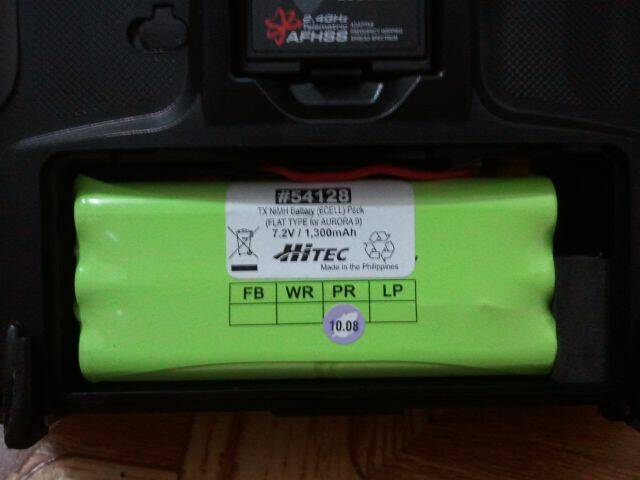 2.4GHz
AFHSS
#54128
TX NiMH Battery (6CELL) Pack
(FLAT TYPE for AURORA 9)
7.2V / 1,300mAh
HiTEC
Made in the Philippines
FB WR PR LP
10.08